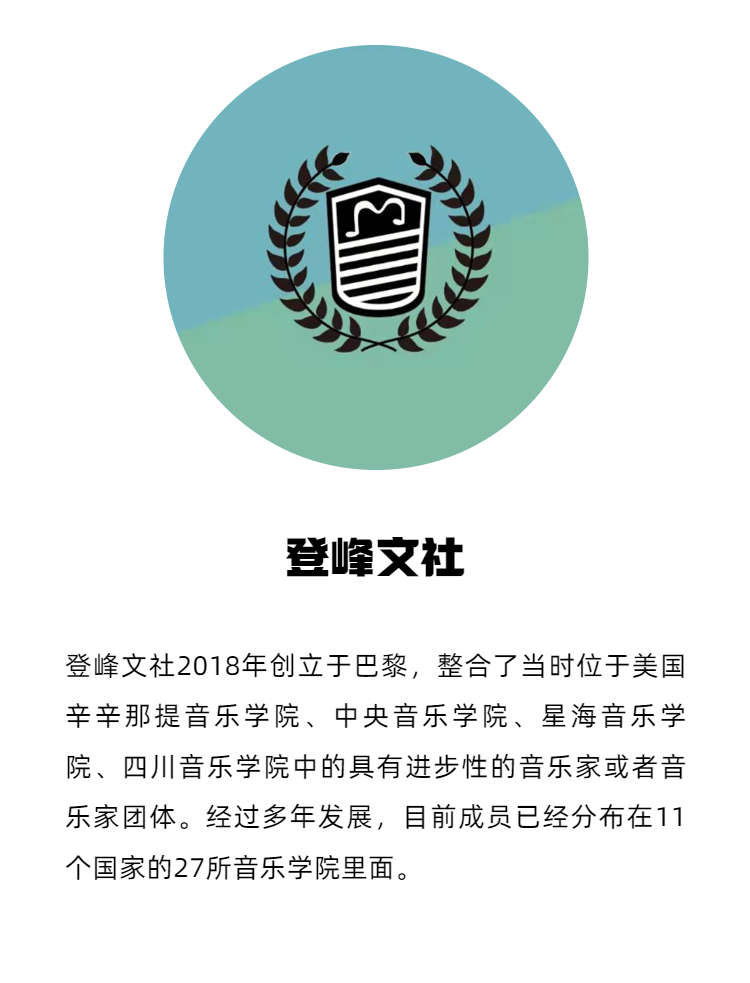 登峰文社
登峰文社2018年创立于巴黎，整合了当时位于美国
辛辛那提音乐学院、中央音乐学院、星海音乐学
院、四川音乐学院中的具有进步性的音乐家或者音
乐家团体。经过多年发展，目前成员已经分布在11
个国家的27所音乐学院里面。